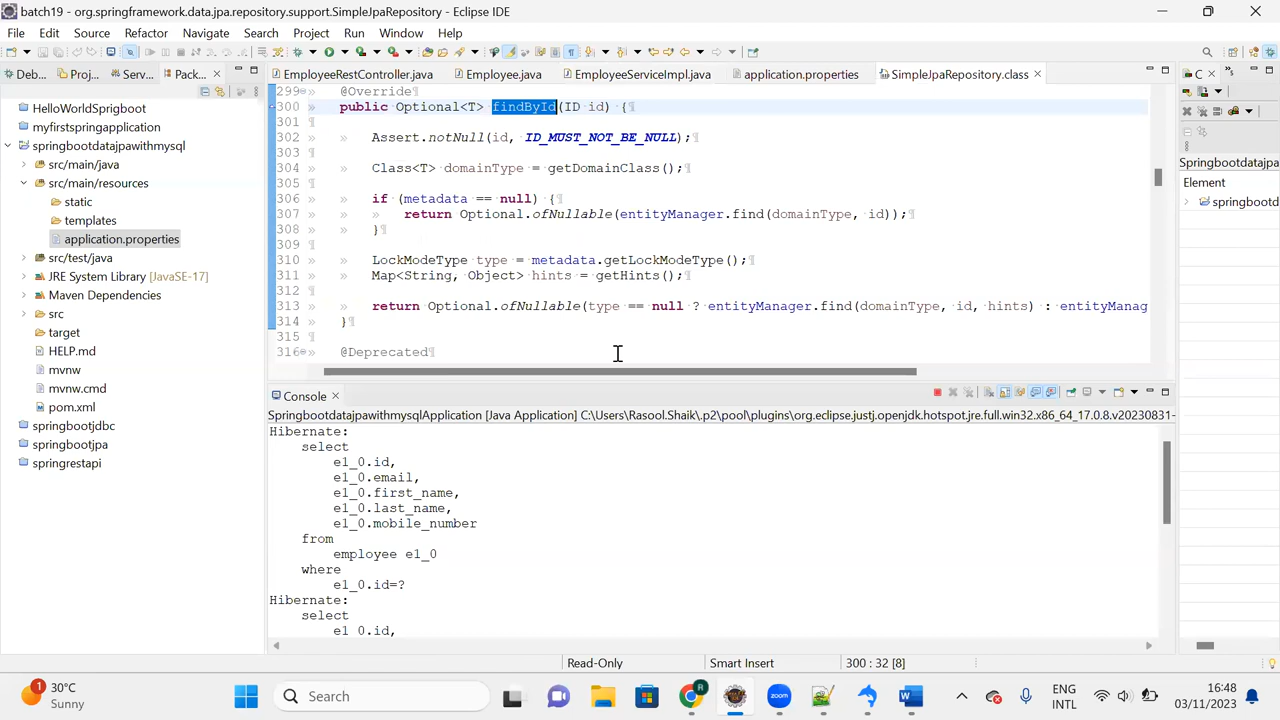 batch19 - org.springframework.data.jpa.repository.support.SimpleJpaRepository - Eclipse IDE
File Edit Source Refactor Navigate Search Project Run Window Help
Deb... Proj... Serv... Pack...
EmployeeRestController.java Employee.java EmployeeServiceImpl.java application.properties SimpleJpaRepository.class
HelloWorldSprigboot
myfirstspringapplication
springbootdatajpawithmysql
src/main/java
src/main/resources
static
templates
application.properties
src/test/java
JRE System Library [JavaSE-17]
Maven Dependencies
src
target
HELP.md
mvnw
mvnw.cmd
pom.xml
springbootjdbc
springbootjpa
springrestapi
299 @Override
300 public Optional<T> findById(ID id) {
301
302 Assert.notNull(id, ID_MUST_NOT_BE_NULL);
303
304 Class<T> domainType = getDomainClass();
305
306 if (metadata == null) {
307 return Optional.ofNullable(entityManager.find(domainType, id));
308 }
309
310 LockModeType type = metadata.getLockModeType();
311 Map<String, Object> hints = getHints();
312
313 return Optional.ofNullable(type == null ? entityManager.find(domainType, id, hints) : entityManag
314 }
315
316 @Deprecated
Console
SpringbootdatajpawithmysqlApplication [Java Application] C:\Users\Rasool.Shaik\.p2\pool\plugins\org.eclipse.justj.openjdk.hotspot.jre.full.win32.x86_64_17.0.8.v20230831-
Hibernate:
select
e1_0.id,
e1_0.email,
e1_0.first_name,
e1_0.last_name,
e1_0.mobile_number
from
employee e1_0
where
e1_0.id=?
Hibernate:
select
e1_0.id,
C
Springbootdatajpa
Element
springbootd
Read-Only Smart Insert 300 : 32 [8]
1
30°C
Sunny
Search
R
zoom
ENG
INTL
16:48
03/11/2023